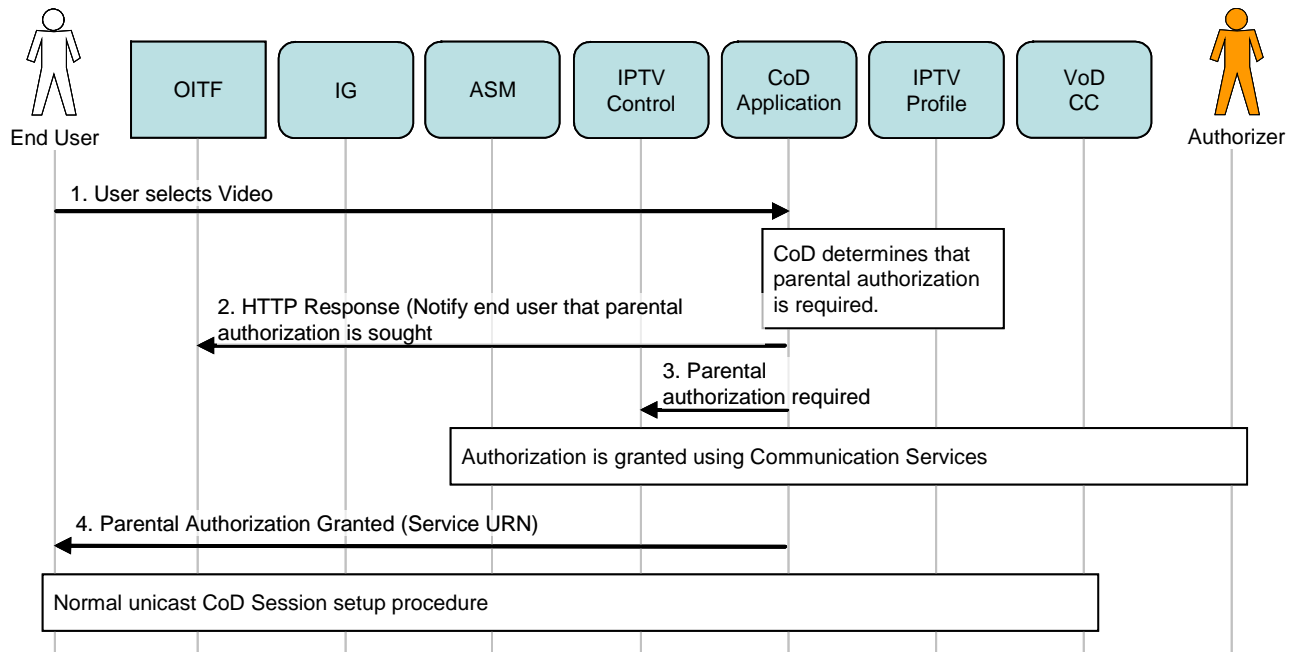 End User
OITF
IG
ASM
IPTV
Control
CoD
Application
IPTV
Profile
VoD
CC
Authorizer
1. User selects Video
CoD determines that
parental authorization
is required.
2. HTTP Response (Notify end user that parental
authorization is sought
3. Parental
authorization required
Authorization is granted using Communication Services
4. Parental Authorization Granted (Service URN)
Normal unicast CoD Session setup procedure